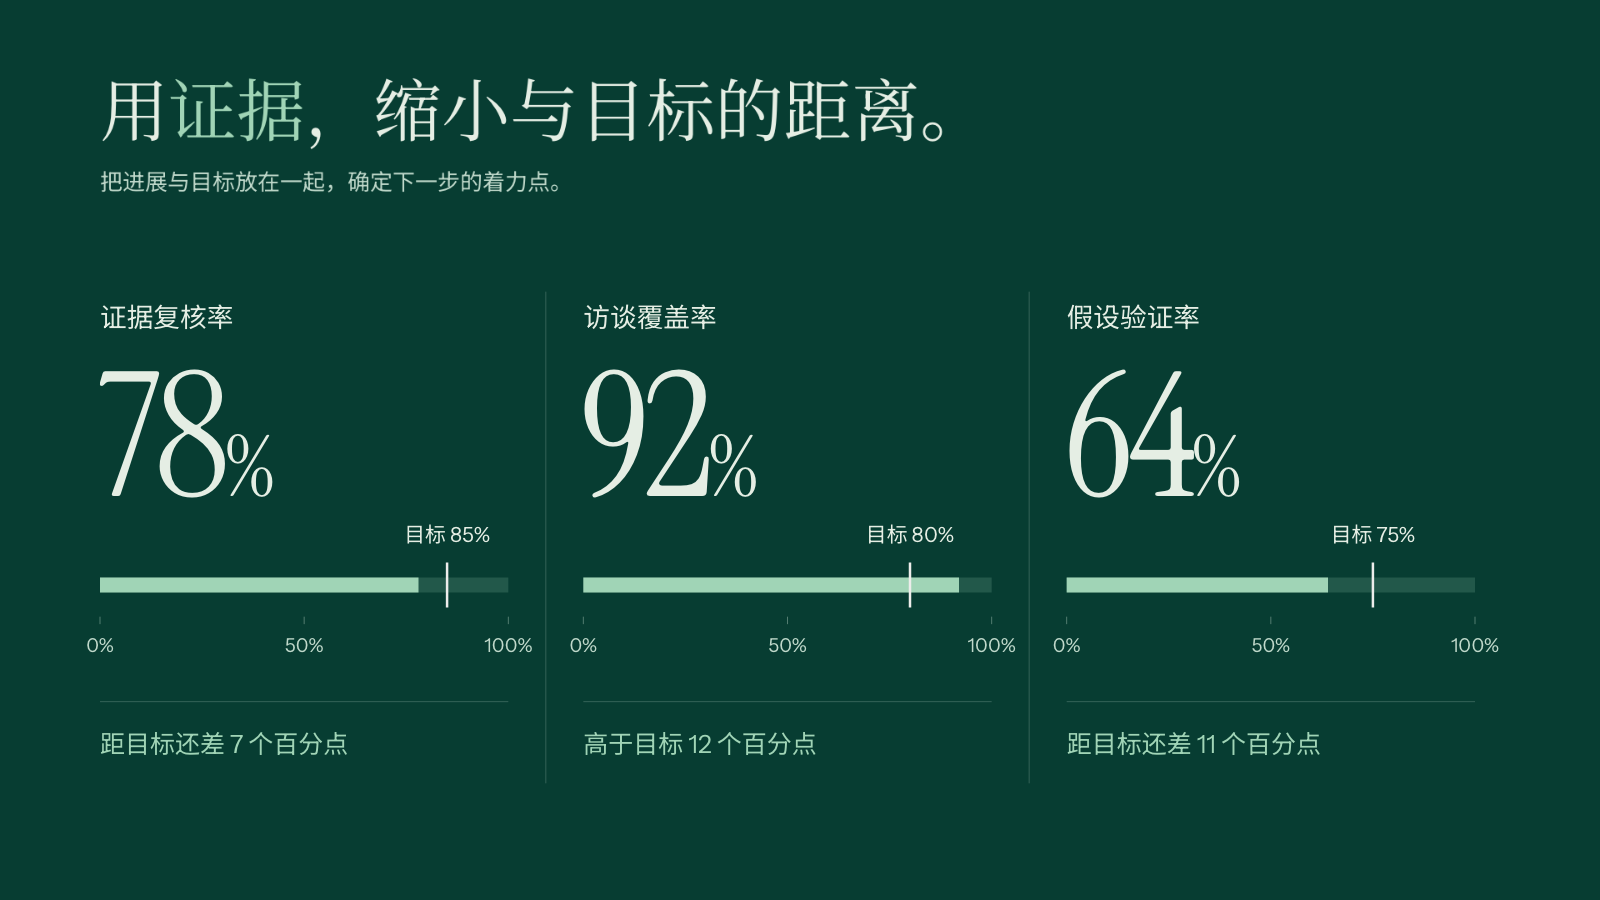 用证据，缩小与目标的距离。
把进展与目标放在一起，确定下一步的着力点。
证据复核率
78%
目标 85%
0% 50% 100%
距目标还差 7 个百分点
访谈覆盖率
92%
目标 80%
0% 50% 100%
高于目标 12 个百分点
假设验证率
64%
目标 75%
0% 50% 100%
距目标还差 11 个百分点